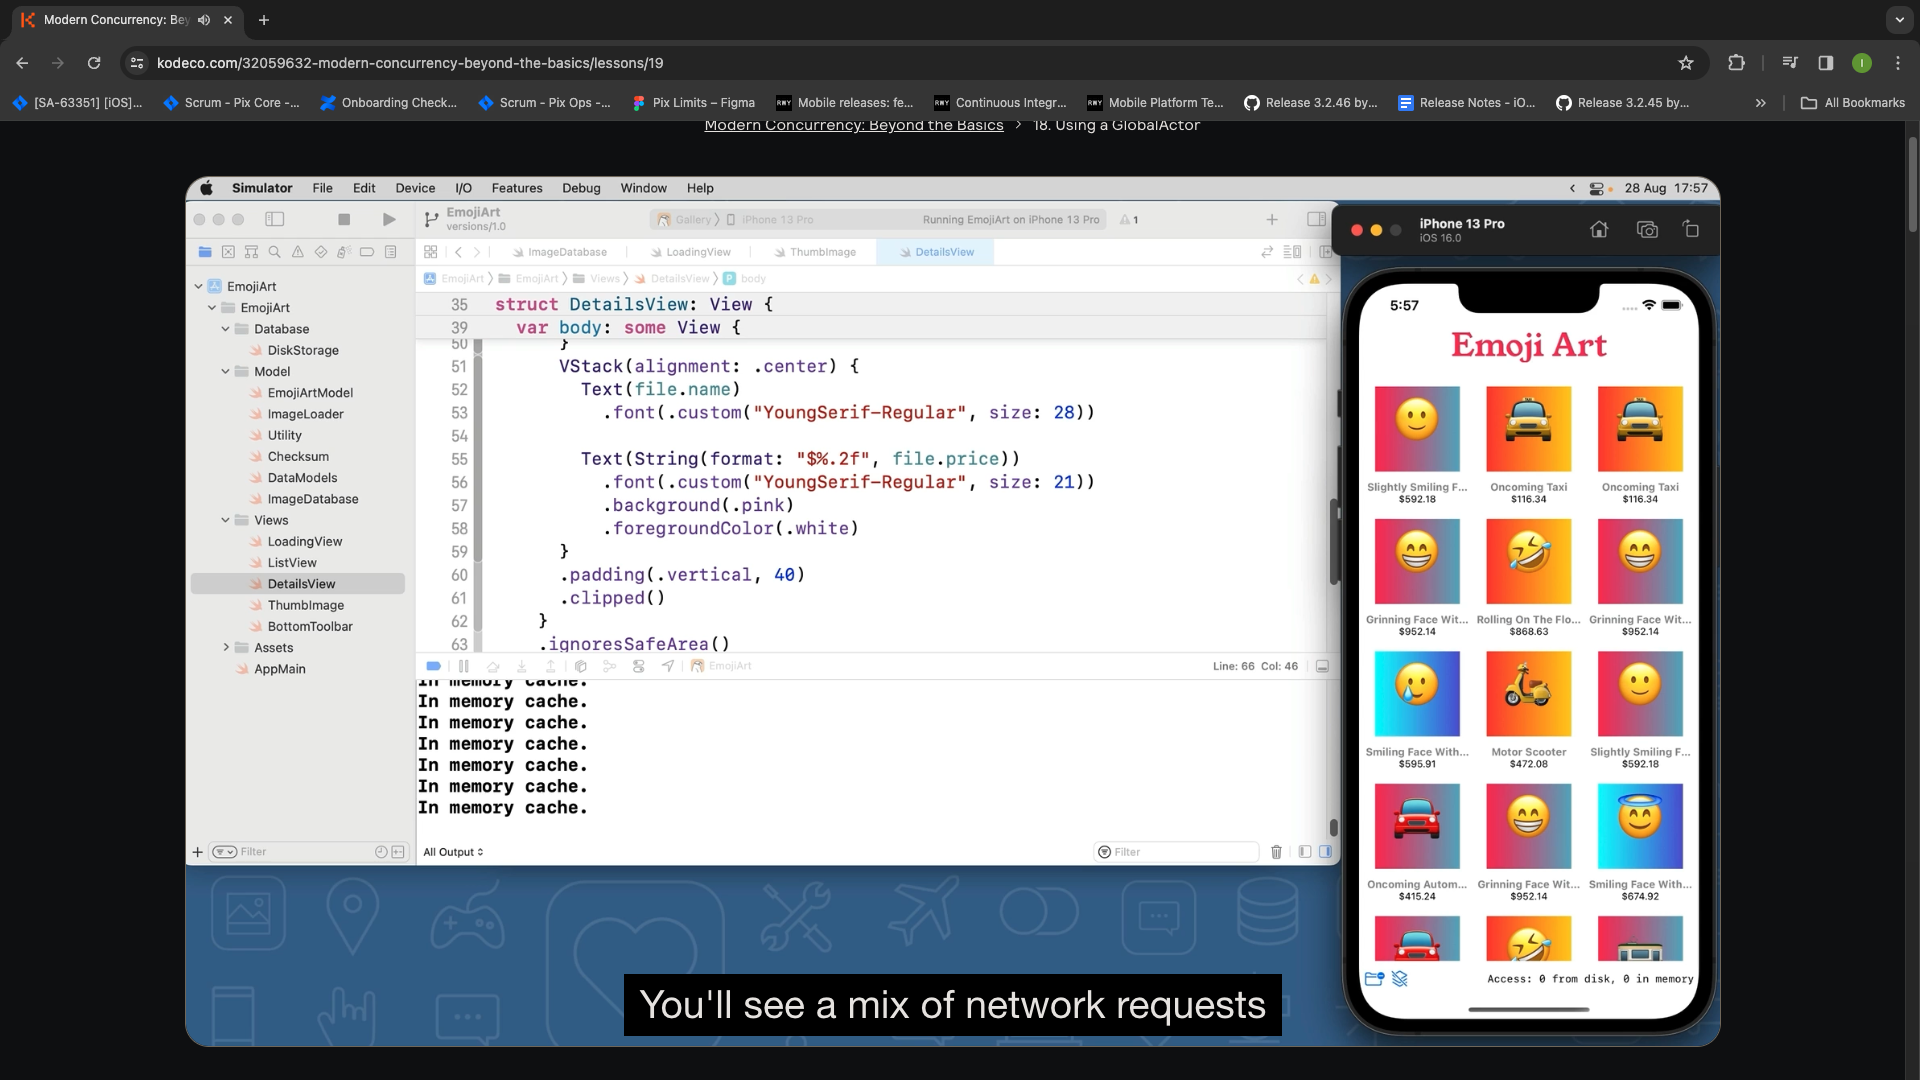 Modern Concurrency: Bey
kodeco.com/32059632-modern-concurrency-beyond-the-basics/lessons/19
I
[SA-63351] [iOS]...
Scrum - Pix Core -...
Onboarding Check...
Scrum - Pix Ops -...
Pix Limits – Figma
RWY
Mobile releases: fe...
RWY
Continuous Integr...
RWY
Mobile Platform Te...
Release 3.2.46 by...
Release Notes - iO...
Release 3.2.45 by...
All Bookmarks
Modern Concurrency: Beyond the Basics > 18. Using a GlobalActor
Simulator File Edit Device I/O Features Debug Window Help
28 Aug 17:57
EmojiArt
versions/1.0
Gallery
iPhone 13 Pro
Running EmojiArt on iPhone 13 Pro
1
ImageDatabase
LoadingView
ThumbImage
DetailsView
EmojiArt
EmojiArt
Views
DetailsView
P
body
EmojiArt
EmojiArt
Database
DiskStorage
Model
EmojiArtModel
ImageLoader
Utility
Checksum
DataModels
ImageDatabase
Views
LoadingView
ListView
DetailsView
ThumbImage
BottomToolbar
Assets
AppMain
Filter
35 struct DetailsView: View {
39 var body: some View {
50 }
51 VStack(alignment: .center) {
52 Text(file.name)
53 .font(.custom("YoungSerif-Regular", size: 28))
54
55 Text(String(format: "$%.2f", file.price))
56 .font(.custom("YoungSerif-Regular", size: 21))
57 .background(.pink)
58 .foregroundColor(.white)
59 }
60 .padding(.vertical, 40)
61 .clipped()
62 }
63 .ignoresSafeArea()
EmojiArt
Line: 66 Col: 46
In memory cache.
In memory cache.
In memory cache.
In memory cache.
In memory cache.
In memory cache.
In memory cache.
All Output
Filter
iPhone 13 Pro
iOS 16.0
5:57
Emoji Art
Slightly Smiling F... Oncoming Taxi Oncoming Taxi
$592.18 $116.34 $116.34
Grinning Face Wit... Rolling On The Flo... Grinning Face Wit...
$952.14 $868.63 $952.14
Smiling Face With... Motor Scooter Slightly Smiling F...
$595.91 $472.08 $592.18
Oncoming Autom... Grinning Face Wit... Smiling Face With...
$415.24 $952.14 $674.92
Access: 0 from disk, 0 in memory
You'll see a mix of network requests